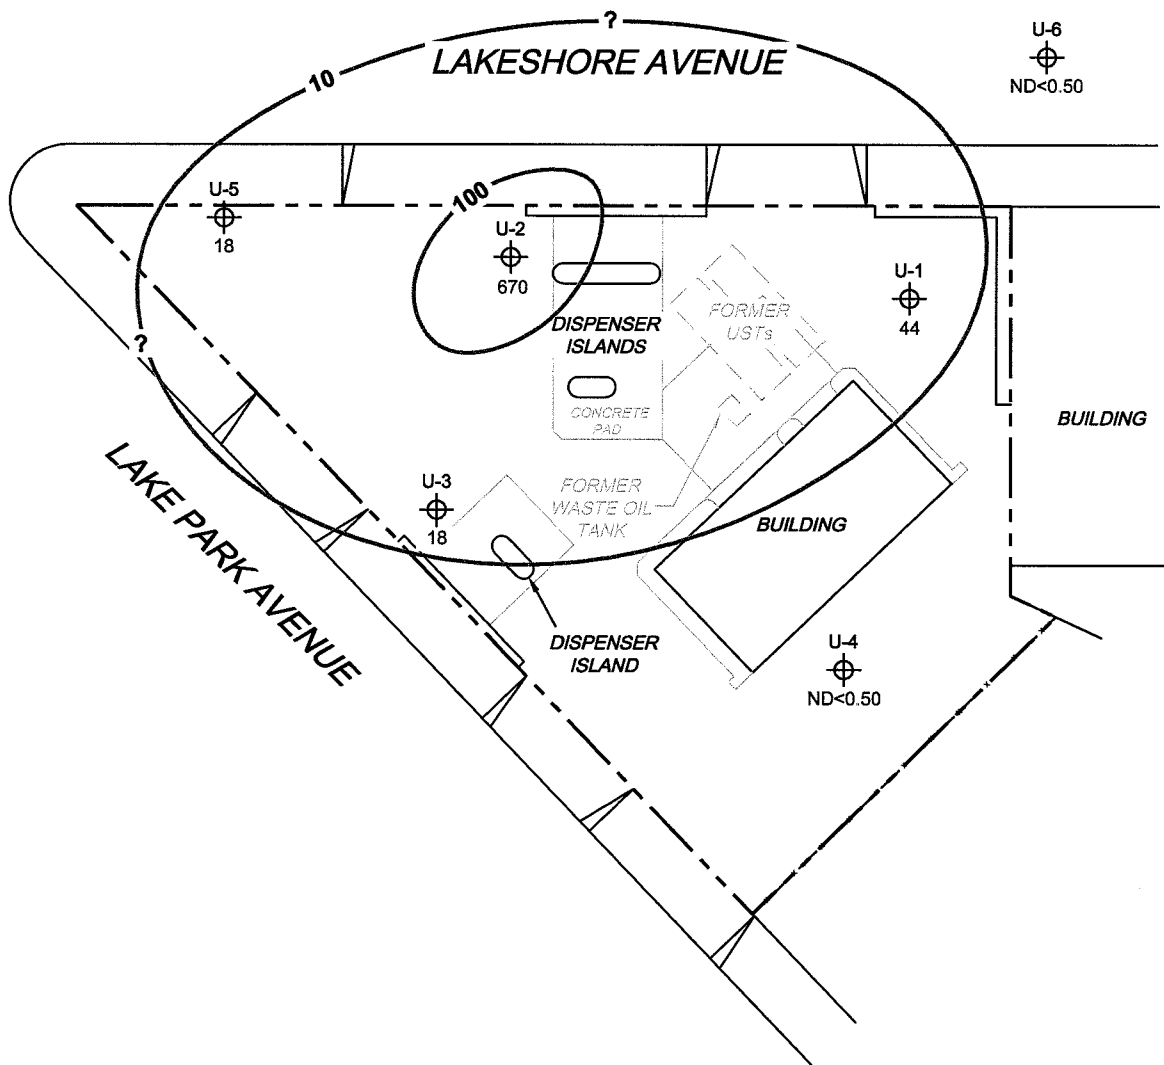 ?
U-6
LAKESHORE AVENUE
10
ND<0.50
U-5
100
18
U-2
670
U-1
44
FORMER
USTs
DISPENSER
ISLANDS
?
CONCRETE
PAD
BUILDING
LAKE PARK AVENUE
U-3
18
FORMER
WASTE OIL
TANK
BUILDING
DISPENSER
ISLAND
U-4
ND<0.50